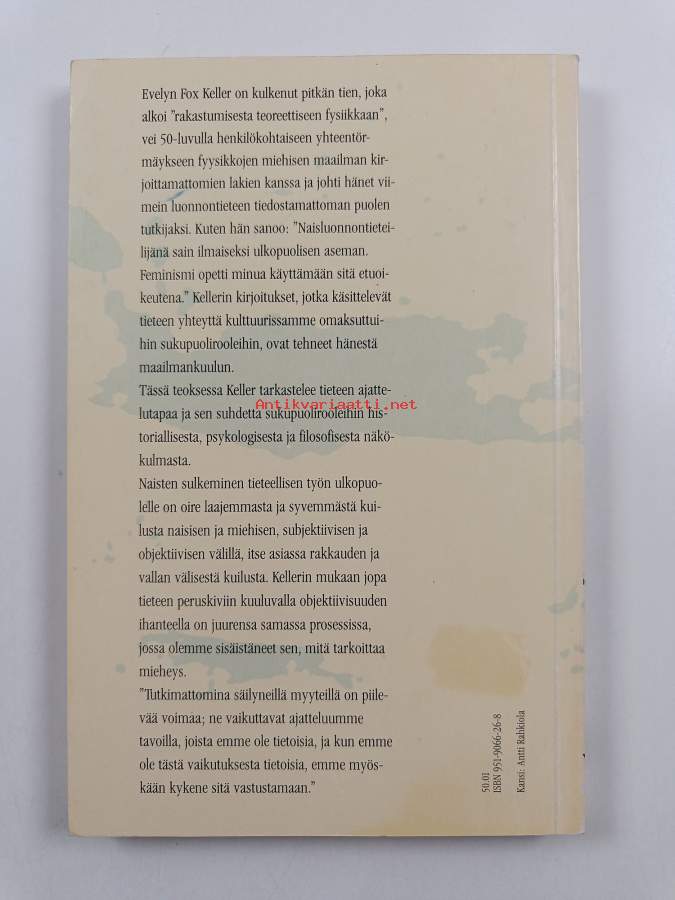 Evelyn Fox Keller on kulkenut pitkän tien, joka
alkoi ”rakastumisesta teoreettiseen fysiikkaan”,
vei 50-luvulla henkilökohtaiseen yhteentör-
mäykseen fyysikkojen miehisen maailman kir-
joittamattomien lakien kanssa ja johti hänet vii-
mein luonnontieteen tiedostamattoman puolen
tutkijaksi. Kuten hän sanoo: ”Naisluonnontietei-
lijänä sain ilmaiseksi ulkopuolisen aseman.
Feminismi opetti minua käyttämään sitä etuoi-
keutena.” Kellerin kirjoitukset, jotka käsittelevät
tieteen yhteyttä kulttuurissamme omaksuttui-
hin sukupuolirooleihin, ovat tehneet hänestä
maailmankuulun.
Tässä teoksessa Keller tarkastelee tieteen ajatte-
Antikvariaatti.net
lutapaa ja sen suhdetta sukupuolirooleihin his-
toriallisesta, psykologisesta ja filosofisesta näkö-
kulmasta.
Naisten sulkeminen tieteellisen työn ulkopuo-
lelle on oire laajemmasta ja syvemmästä kui-
lusta naisisen ja miehisen, subjektiivisen ja
objektiivisen välillä, itse asiassa rakkauden ja
vallan välisestä kuilusta. Kellerin mukaan jopa
tieteen peruskiviin kuuluvalla objektiivisuuden
ihanteella on juurensa samassa prosessissa,
jossa olemme sisäistäneet sen, mitä tarkoittaa
mieheys.
”Tutkimattomina säilyneillä myyteillä on piile-
vää voimaa; ne vaikuttavat ajatteluumme
tavoilla, joista emme ole tietoisia, ja kun emme
ole tästä vaikutuksesta tietoisia, emme myös-
kään kykene sitä vastustamaan.”
50.01
ISBN 951-9066-26-8
Kansi: Antti Rahkiola